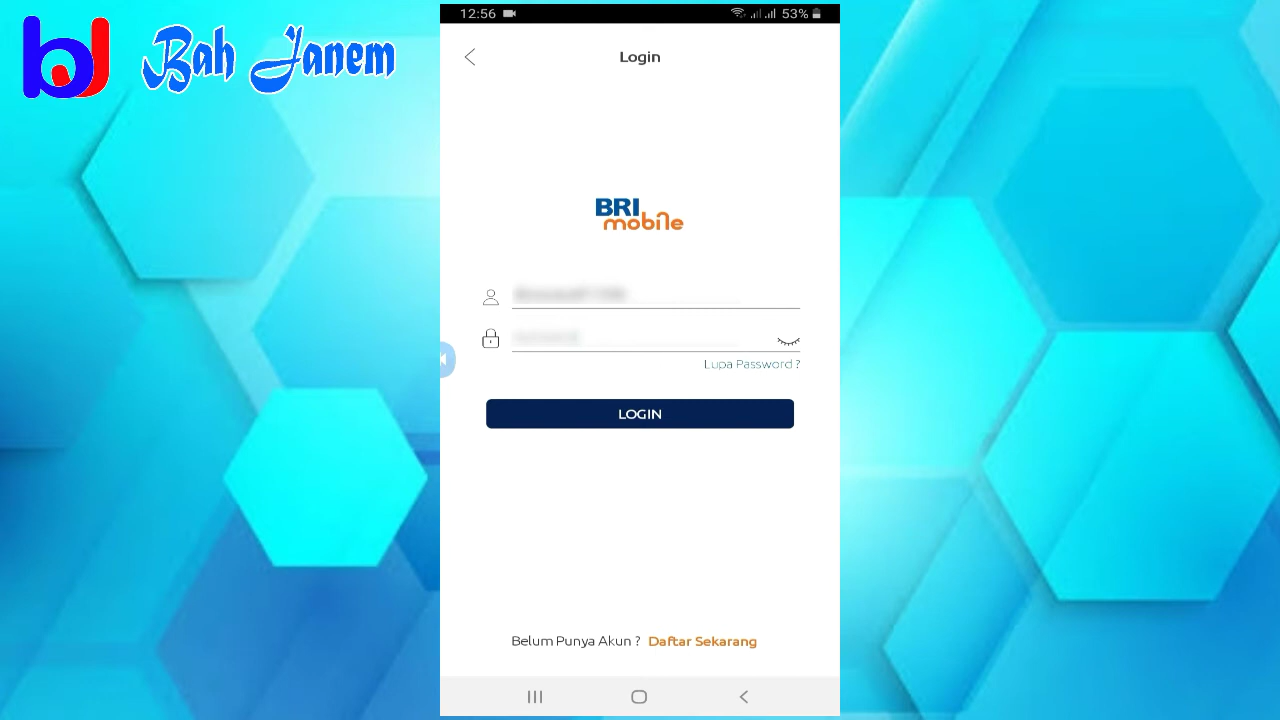 Bah Janem
12:56
53%
Login
BRI
mobile
Lupa Password ?
LOGIN
Belum Punya Akun ? Daftar Sekarang